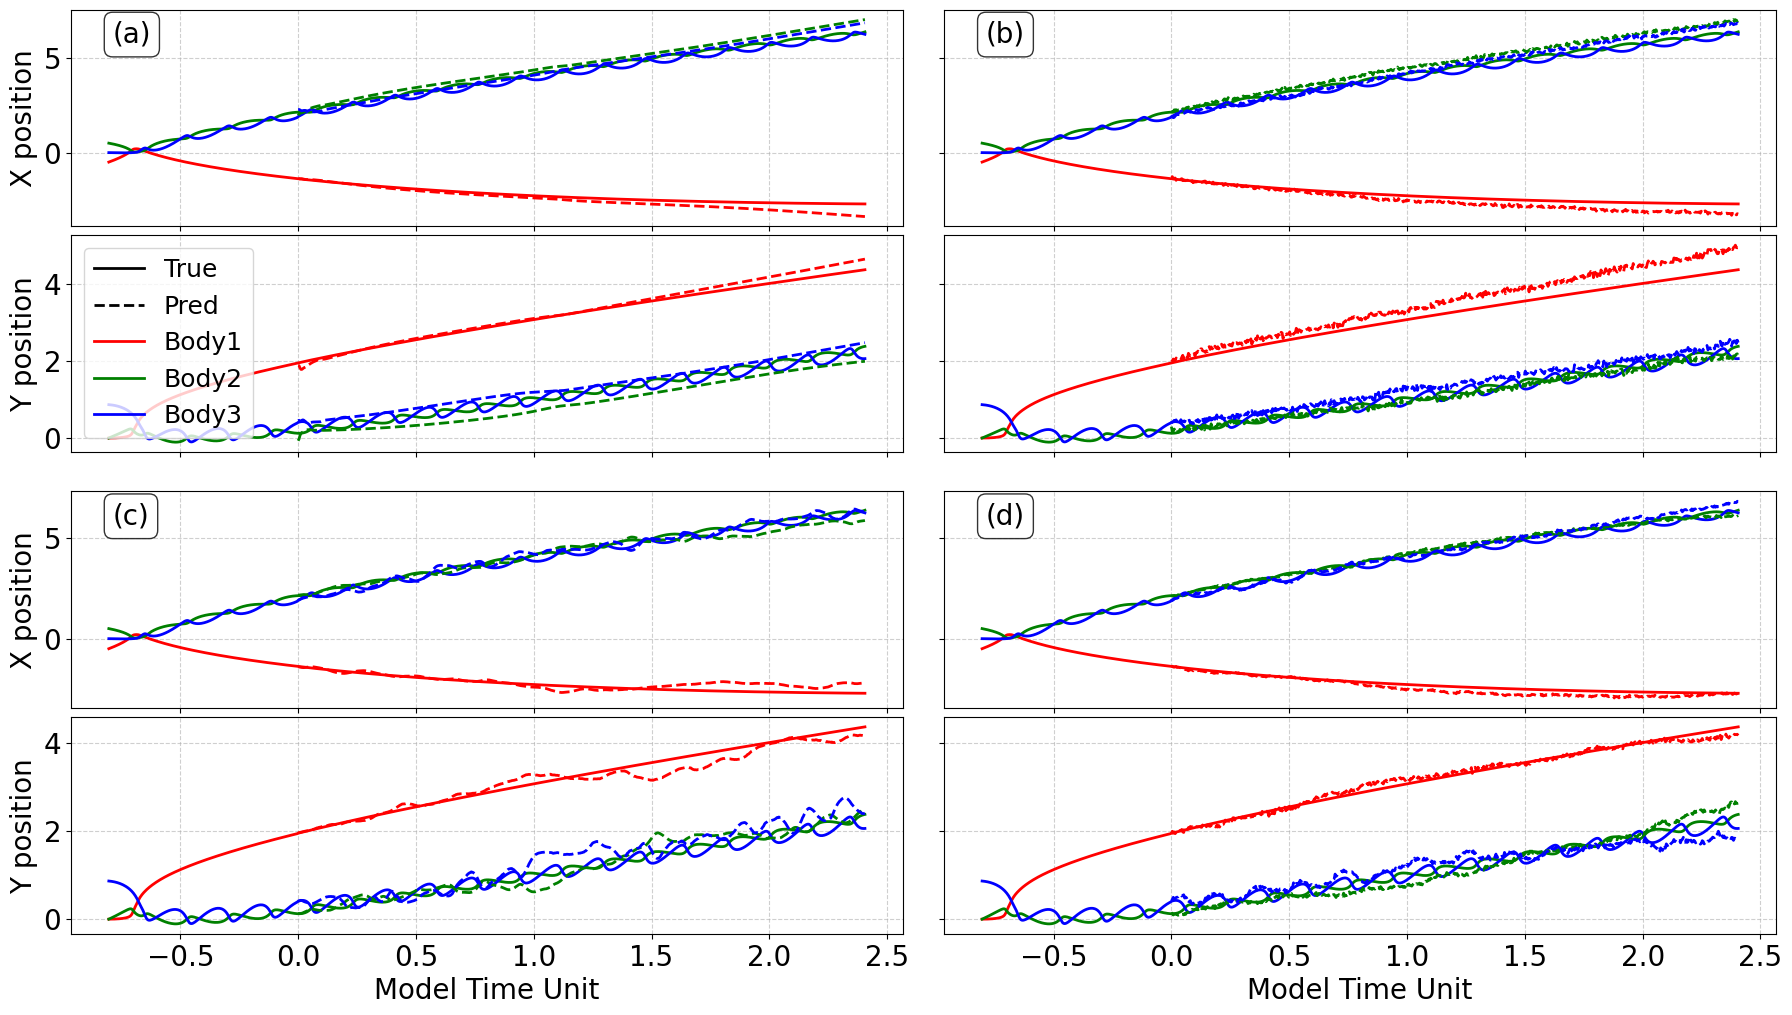 (a)
X position
5
0
(b)
Y position
4
2
0
True
Pred
Body1
Body2
Body3
(c)
X position
5
0
(d)
Y position
4
2
0
−0.5 0.0 0.5 1.0 1.5 2.0 2.5
Model Time Unit
−0.5 0.0 0.5 1.0 1.5 2.0 2.5
Model Time Unit